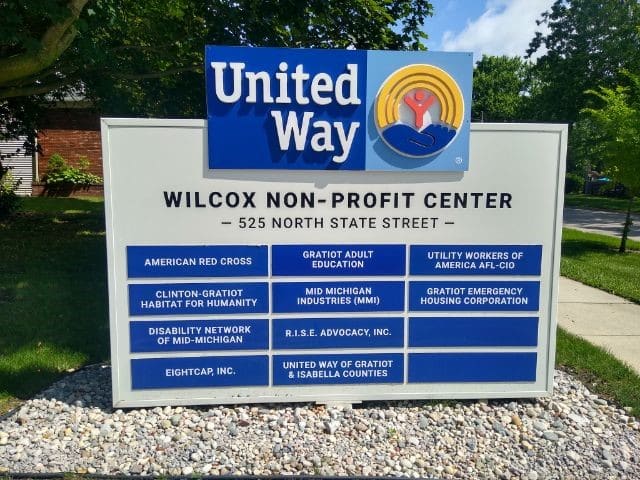 United
Way
WILCOX NON-PROFIT CENTER
– 525 NORTH STATE STREET –
AMERICAN RED CROSS
GRATIOT ADULT
EDUCATION
UTILITY WORKERS OF
AMERICA AFL-CIO
CLINTON-GRATIOT
HABITAT FOR HUMANITY
MID MICHIGAN
INDUSTRIES (MMI)
GRATIOT EMERGENCY
HOUSING CORPORATION
DISABILITY NETWORK
OF MID-MICHIGAN
R.I.S.E. ADVOCACY, INC.
EIGHTCAP, INC.
UNITED WAY OF GRATIOT
& ISABELLA COUNTIES